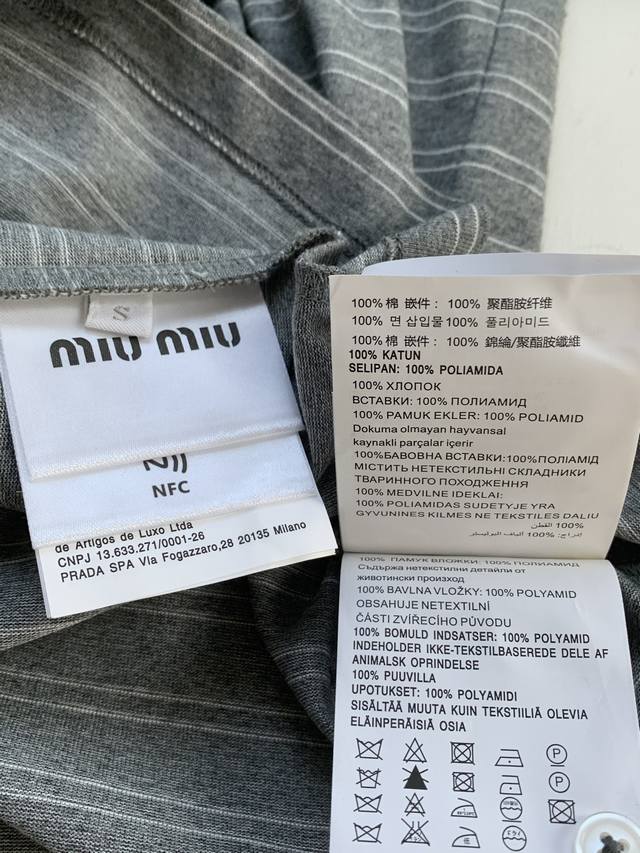 S
miu miu
NFC
de Artigos de Luxo Ltda
CNPJ 13.633.271/0001-26
PRADA SPA Via Fogazzaro,28 20135 Milano
100% 棉 嵌件： 100% 聚酯胺纤维
100% 면 삽입물 100% 폴리아미드
100% 棉 嵌件： 100% 錦綸/聚酯胺纖維
100% KATUN
SELIPAN: 100% POLIAMIDA
100% ХЛОПОК
ВСТАВКИ: 100% ПОЛИАМИД
100% PAMUK EKLER: 100% POLIAMID
Dokuma olmayan hayvansal
kaynakli parçalar içerir
100%БАВОВНА ВСТАВКИ:100%ПОЛІАМІД
МІСТИТЬ НЕТЕКСТИЛЬНІ СКЛАДНИКИ
ТВАРИННОГО ПОХОДЖЕННЯ
100% MEDVILNE IDEKLAI:
100% POLIAMIDAS SUDETYJE YRA
GYVUNINES KILMES NE TEKSTILES DALIU
100% القطن
إدراج: 100% ألياف البوليستر
100% ПАМУК ВЛОЖКИ: 100% ПОЛИАМИД
Съдържа нетекстилни детайли от
животински произход
100% BAVLNA VLOŽKY: 100% POLYAMID
OBSAHUJE NETEXTILNÍ
ČÁSTI ZVÍŘECÍHO PŮVODU
100% BOMULD INDSATSER: 100% POLYAMID
INDEHOLDER IKKE-TEKSTILBASEREDE DELE AF
ANIMALSK OPRINDELSE
100% PUUVILLA
UPOTUKSET: 100% POLYAMIDI
SISÄLTÄÄ MUUTA KUIN TEKSTIILIÄ OLEVIA
ELÄINPERÄISIÄ OSIA
P
P